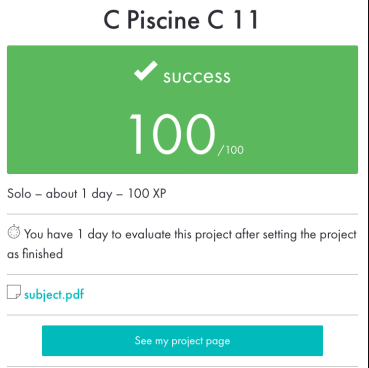 C Piscine C 11
success
100/100
Solo – about 1 day – 100 XP
You have 1 day to evaluate this project after setting the project
as finished
subject.pdf
See my project page